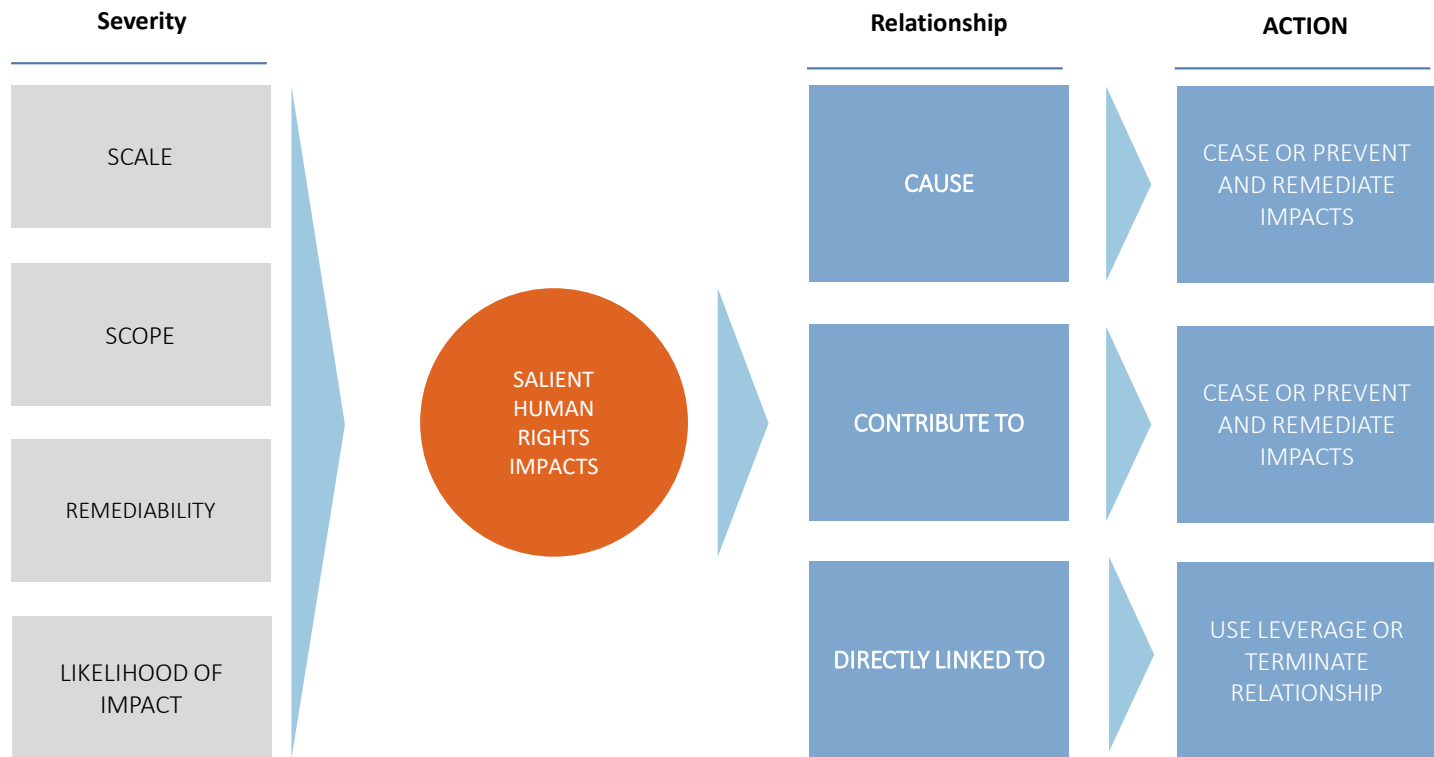 Severity
SCALE
SCOPE
REMEDIABILITY
LIKELIHOOD OF
IMPACT
SALIENT
HUMAN
RIGHTS
IMPACTS
Relationship
CAUSE
CONTRIBUTE TO
DIRECTLY LINKED TO
ACTION
CEASE OR PREVENT
AND REMEDIATE
IMPACTS
CEASE OR PREVENT
AND REMEDIATE
IMPACTS
USE LEVERAGE OR
TERMINATE
RELATIONSHIP